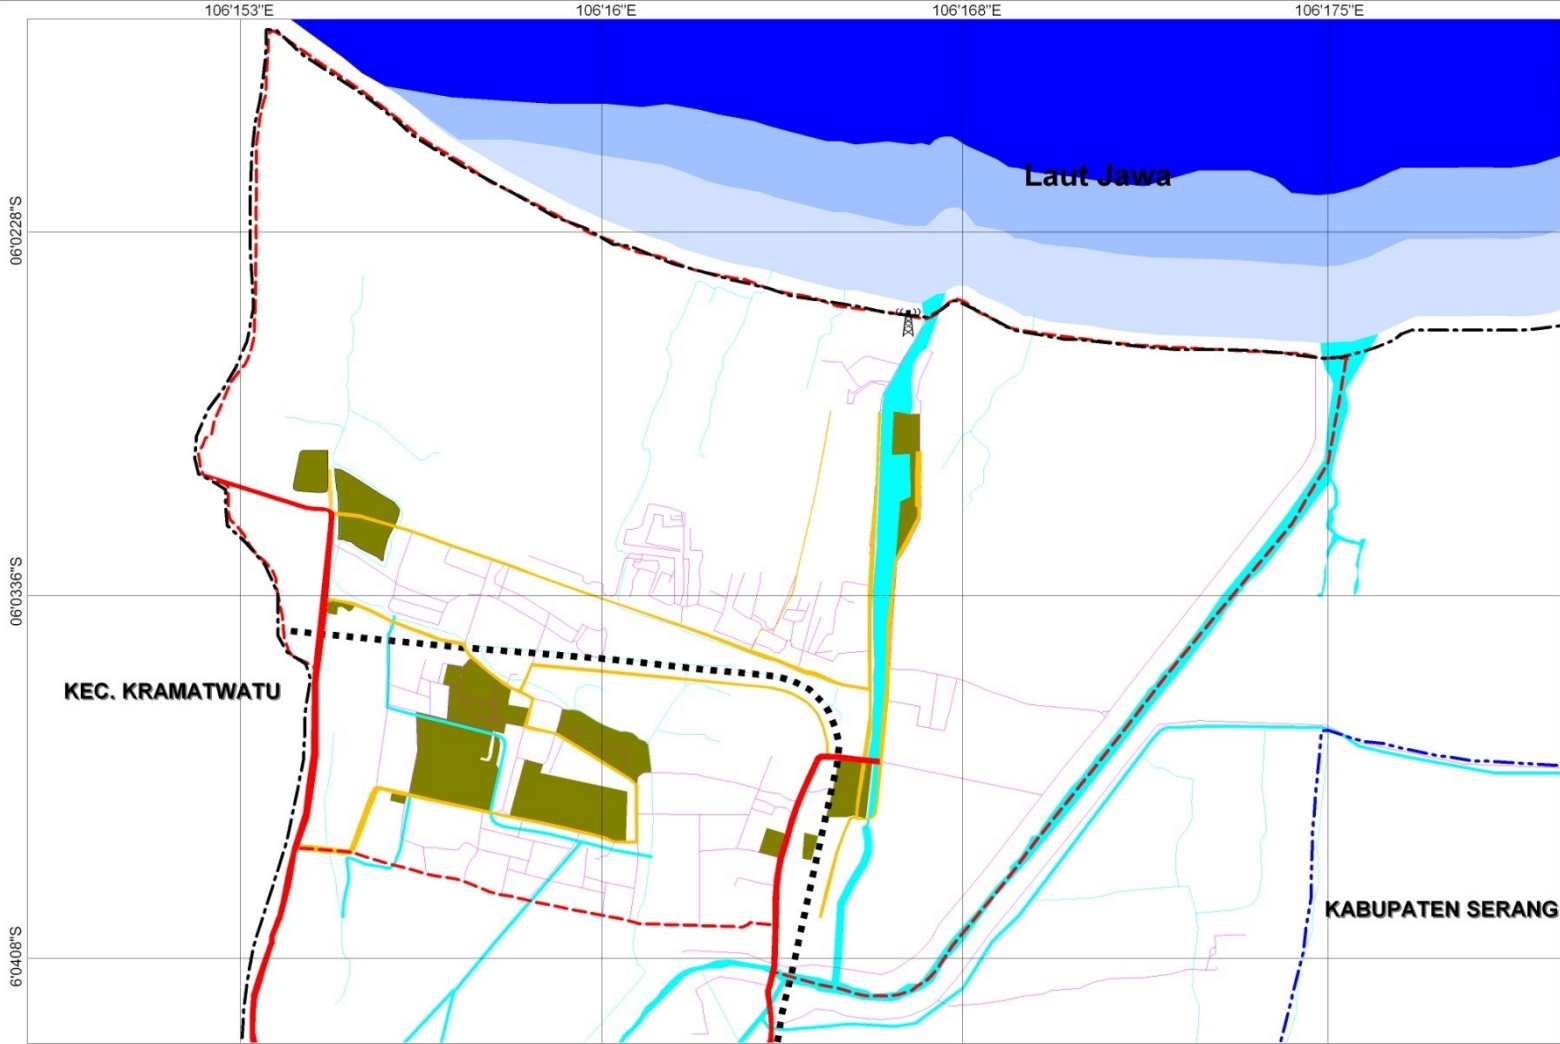 106'153"E 106'16"E 106'168"E 106'175"E
Laut Jawa
06'0228"S
06'036"S
KEC. KRAMATWATU
KABUPATEN SERANG
6'0408"S